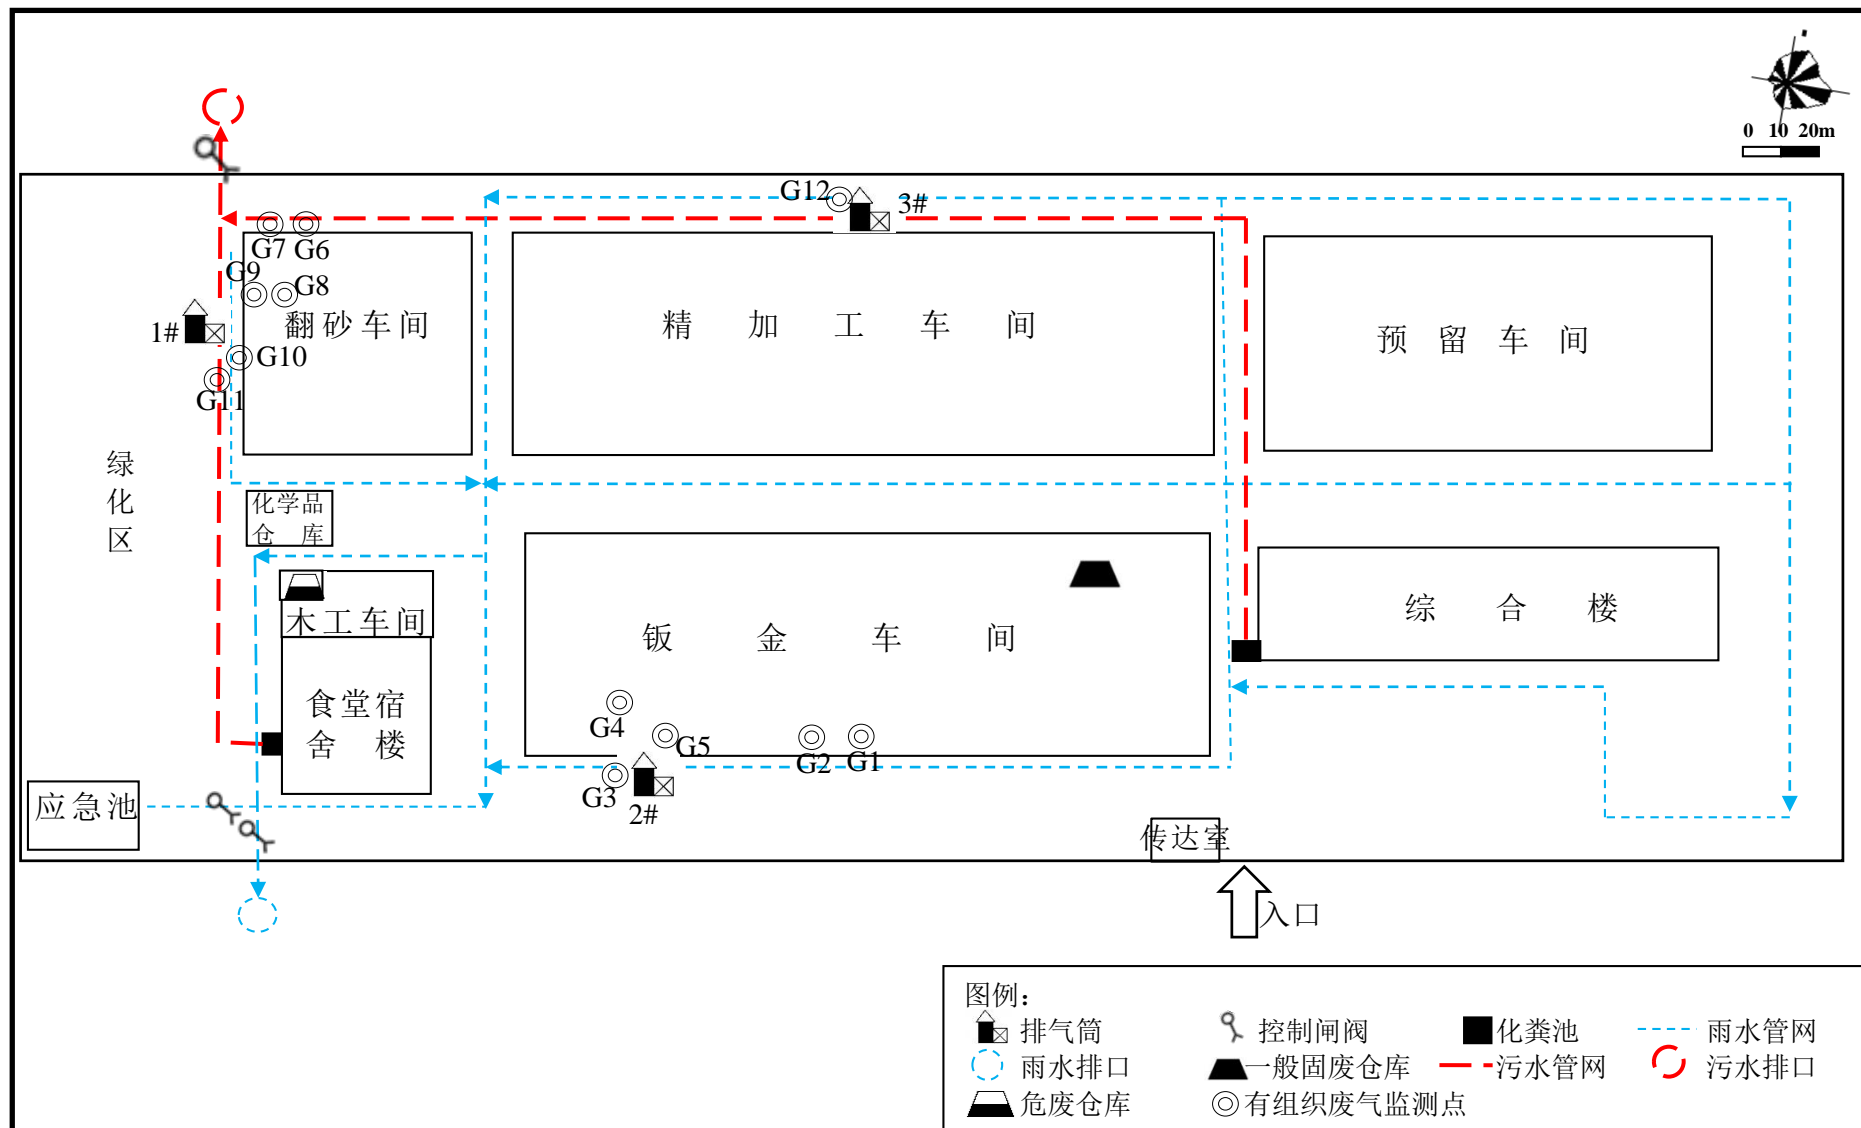 0 10 20m
G12
3#
G7 G6
G9
G8
1#
翻砂车间
精加工车间
预留车间
G10
G11
绿化区
化学品
仓库
木工车间
钣金车间
综合楼
食堂宿
舍楼
G4
G5
G2 G1
G3
2#
应急池
传达室
入口
图例：
排气筒 控制闸阀 化粪池 雨水管网
雨水排口 一般固废仓库 污水管网 污水排口
危废仓库 有组织废气监测点